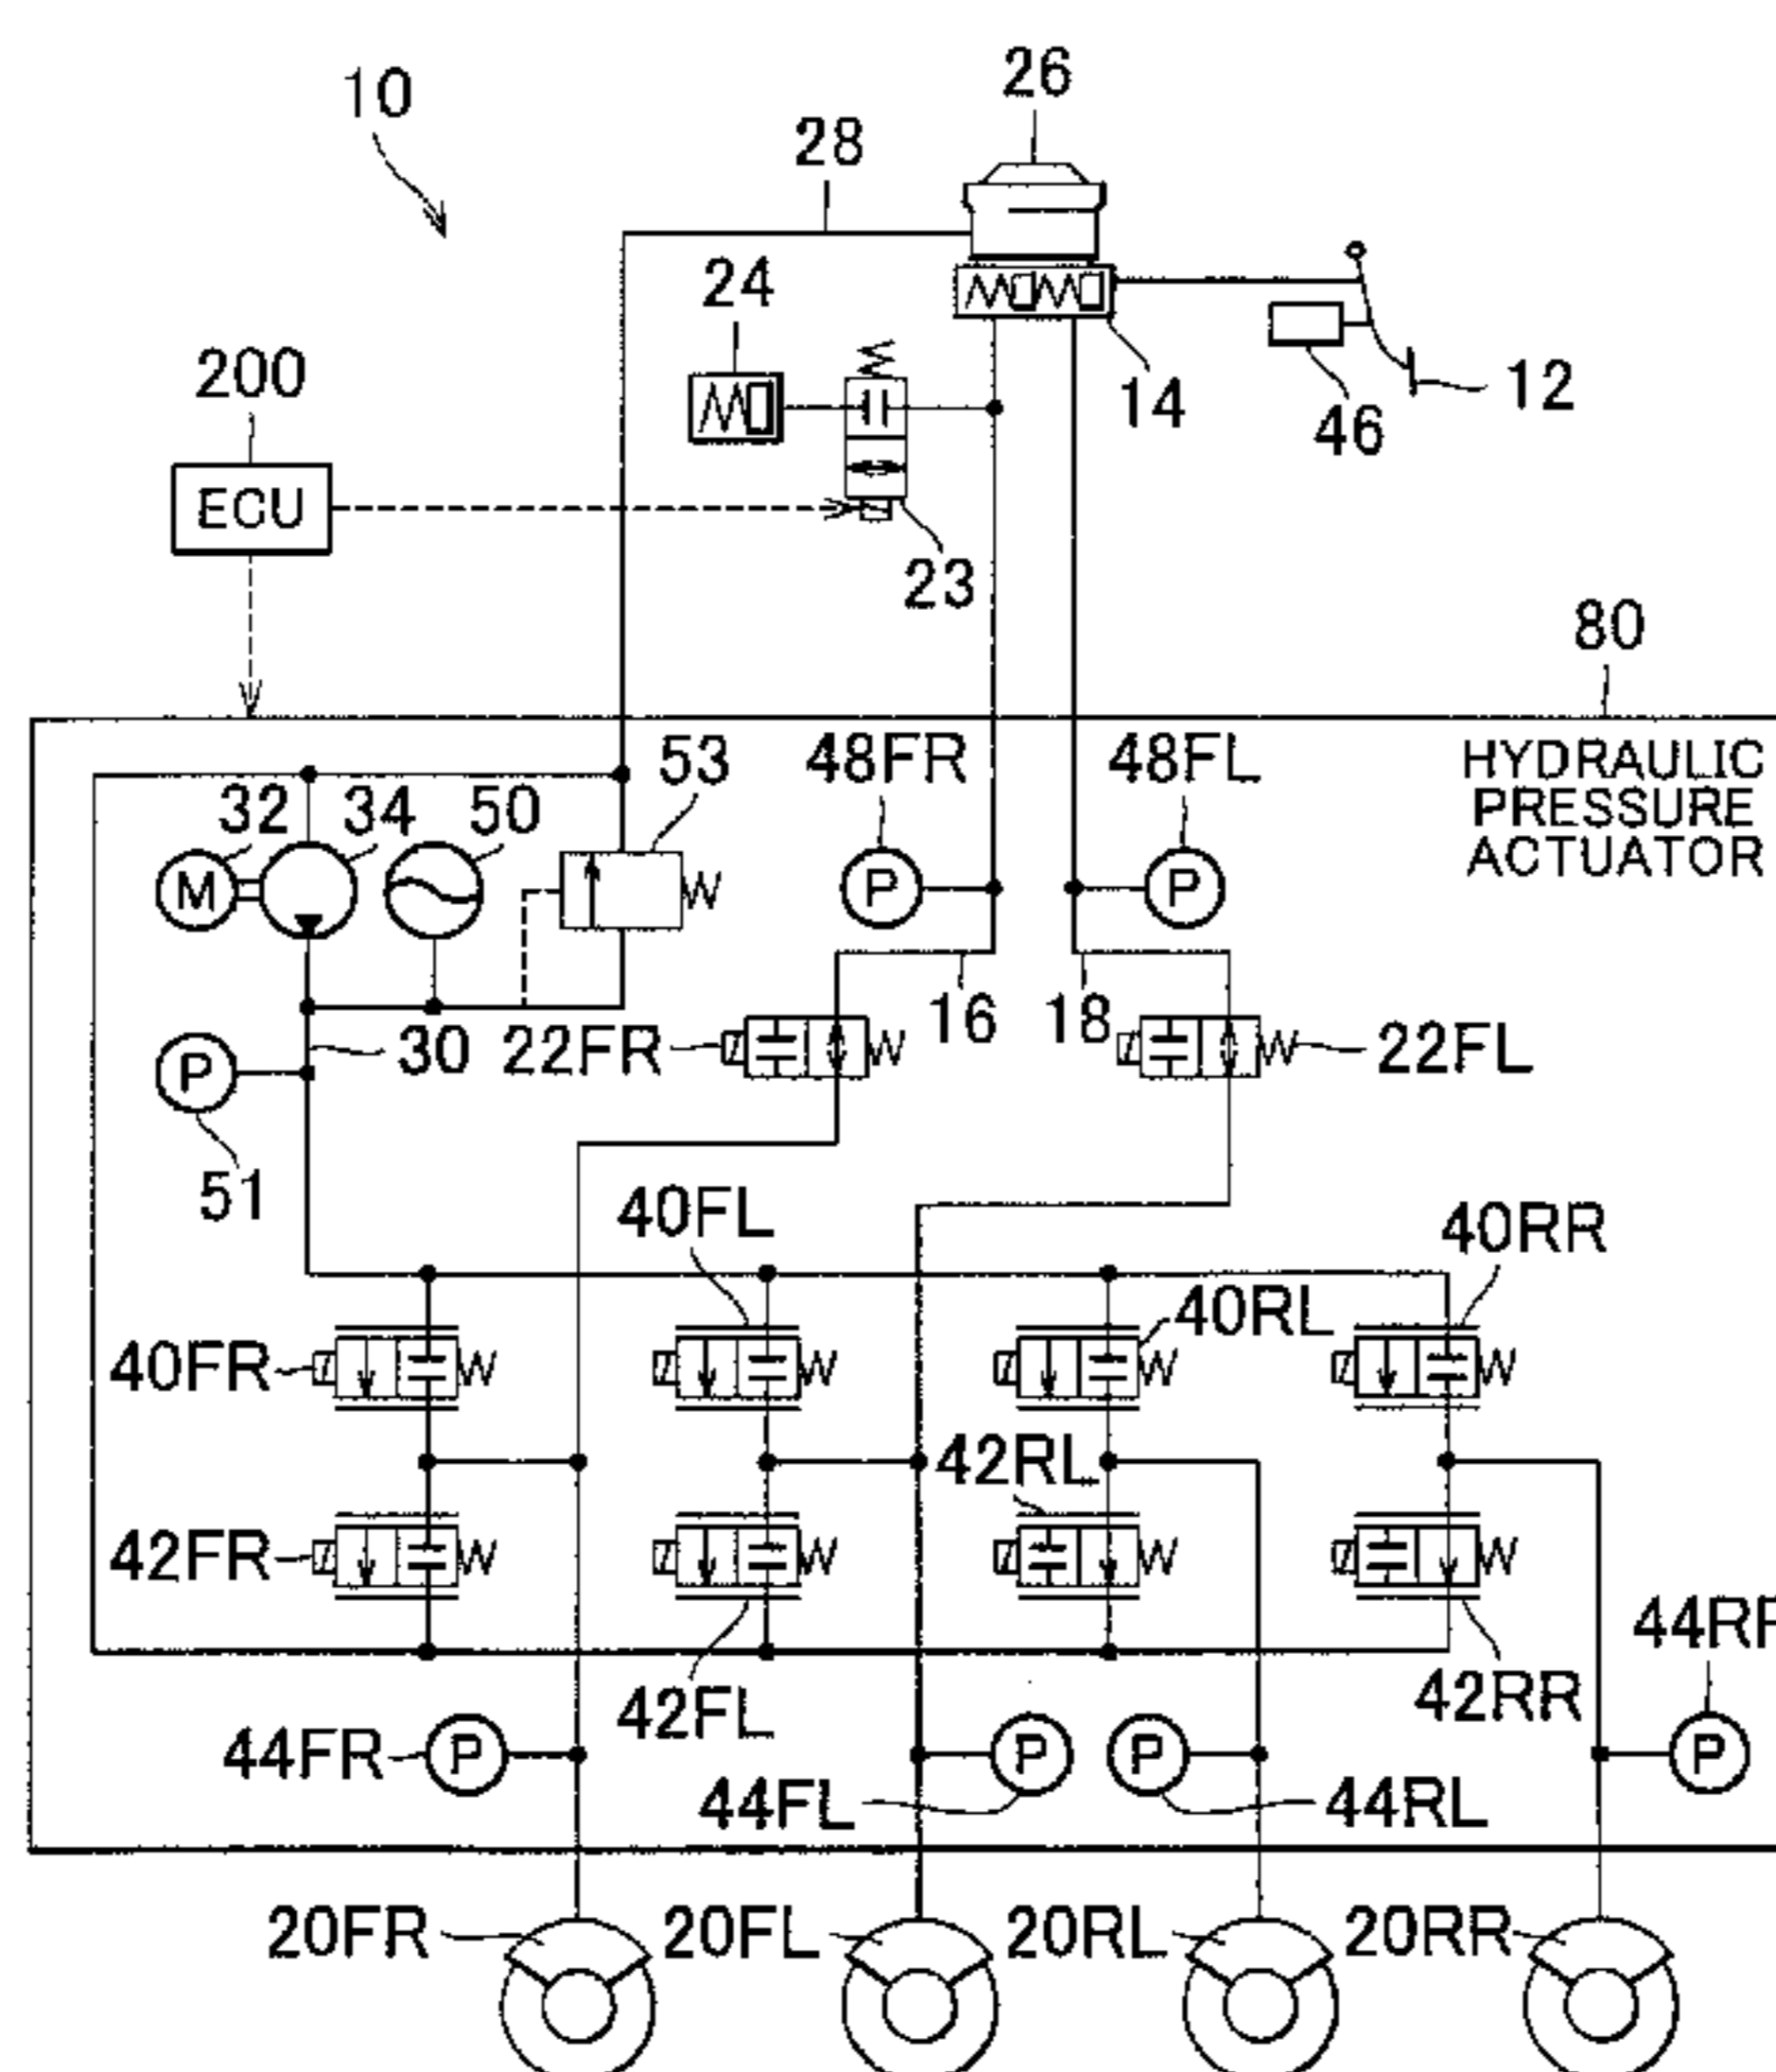 26
10
28
24
200
ECU
14
46
12
23
80
HYDRAULIC
PRESSURE
ACTUATOR
53
48FR
48FL
32
34
50
M
P
P
16
18
30
22FR
22FL
P
51
40FL
40RR
40RL
40FR
42RL
42FR
44RR
42FL
42RR
44FR
P
P
P
P
44FL
44RL
20FR
20FL
20RL
20RR